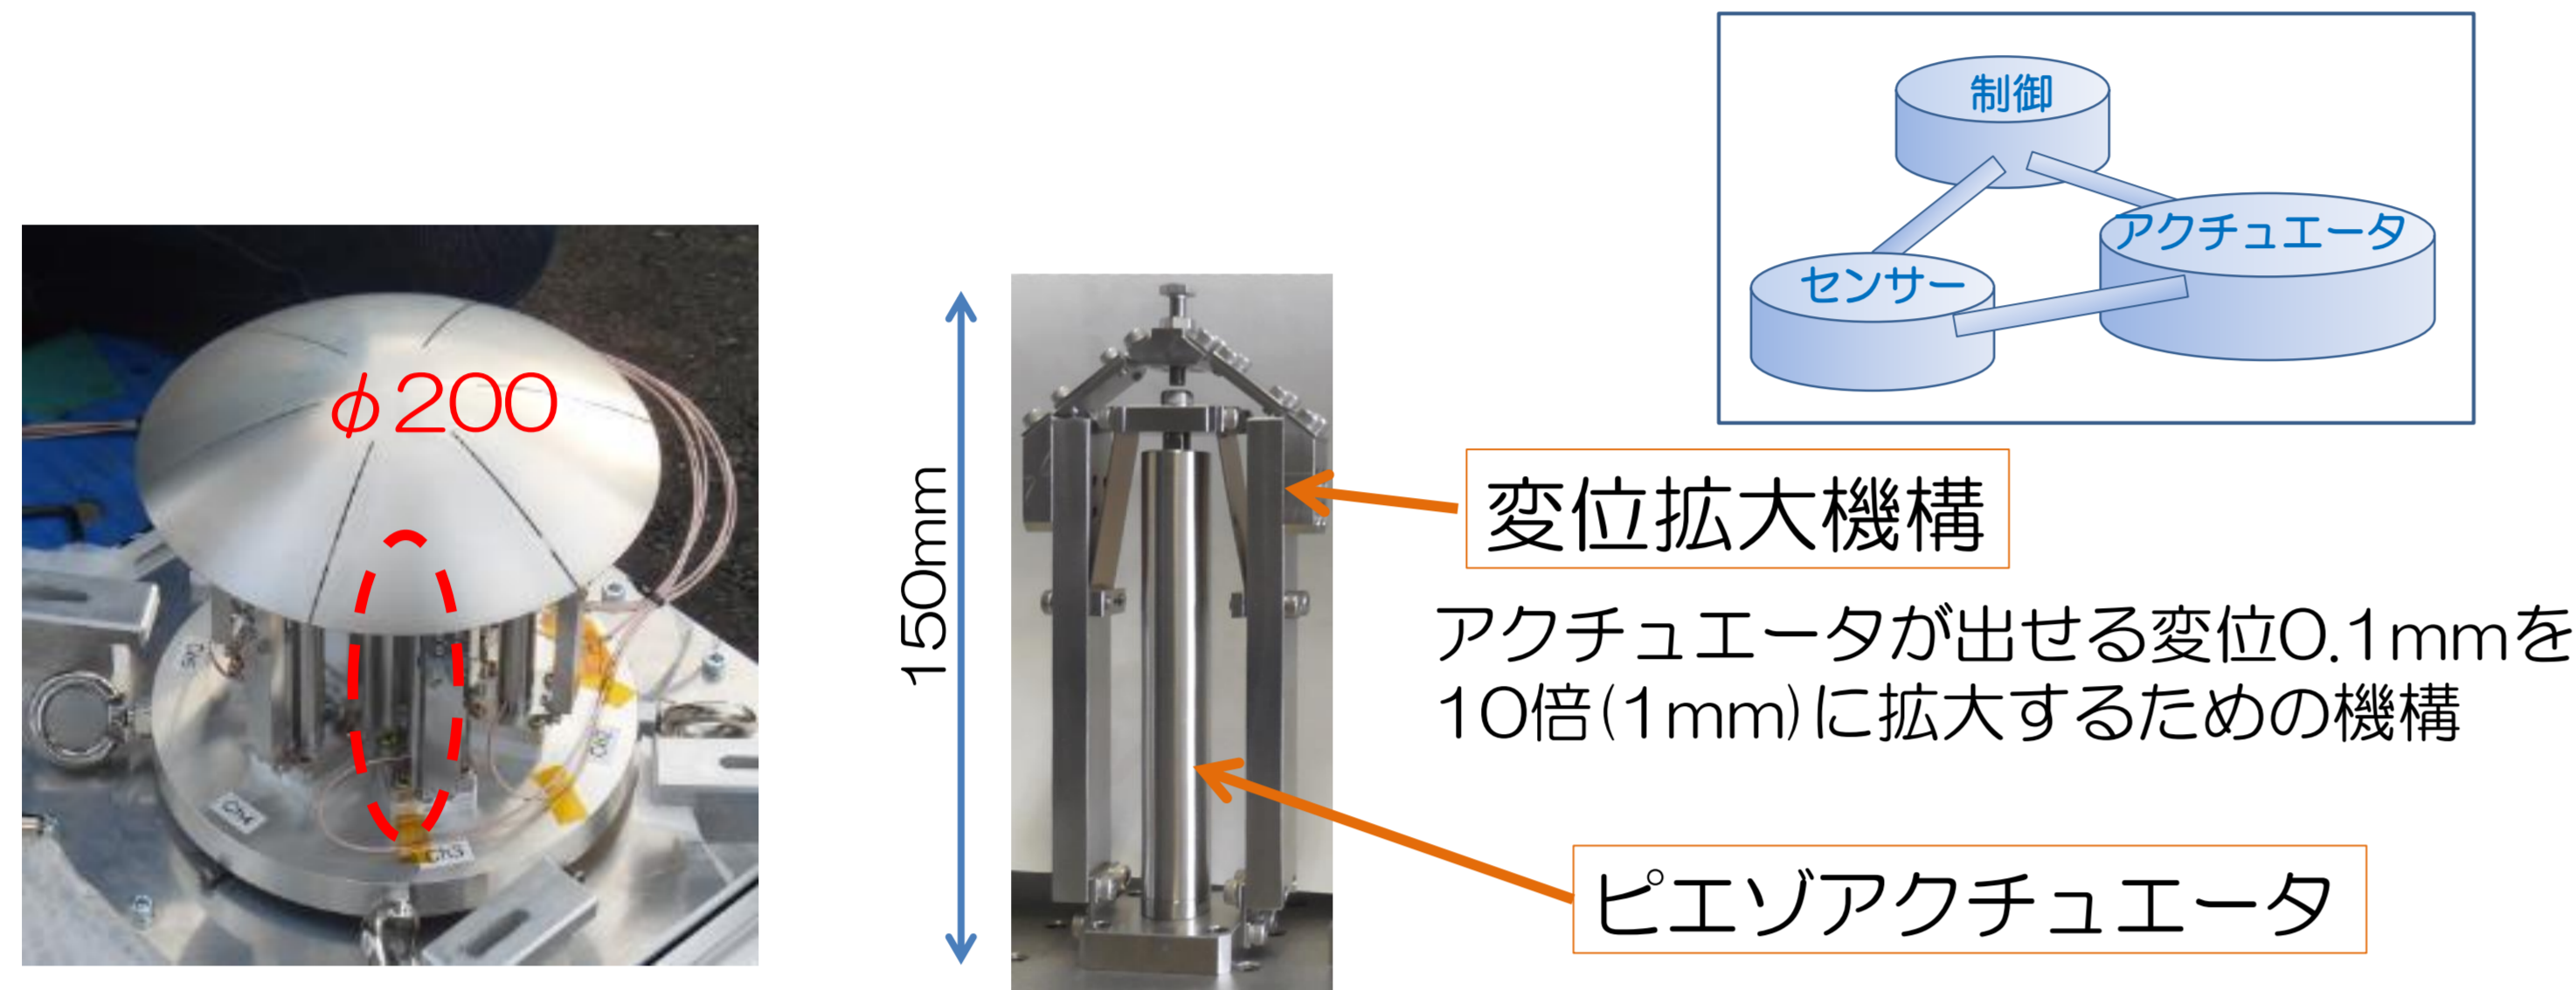 制御
アクチュエータ
センサー
φ200
150mm
変位拡大機構
アクチュエータが出せる変位0.1mmを
10倍(1mm)に拡大するための機構
ピエゾアクチュエータ
Ch4
Ch3